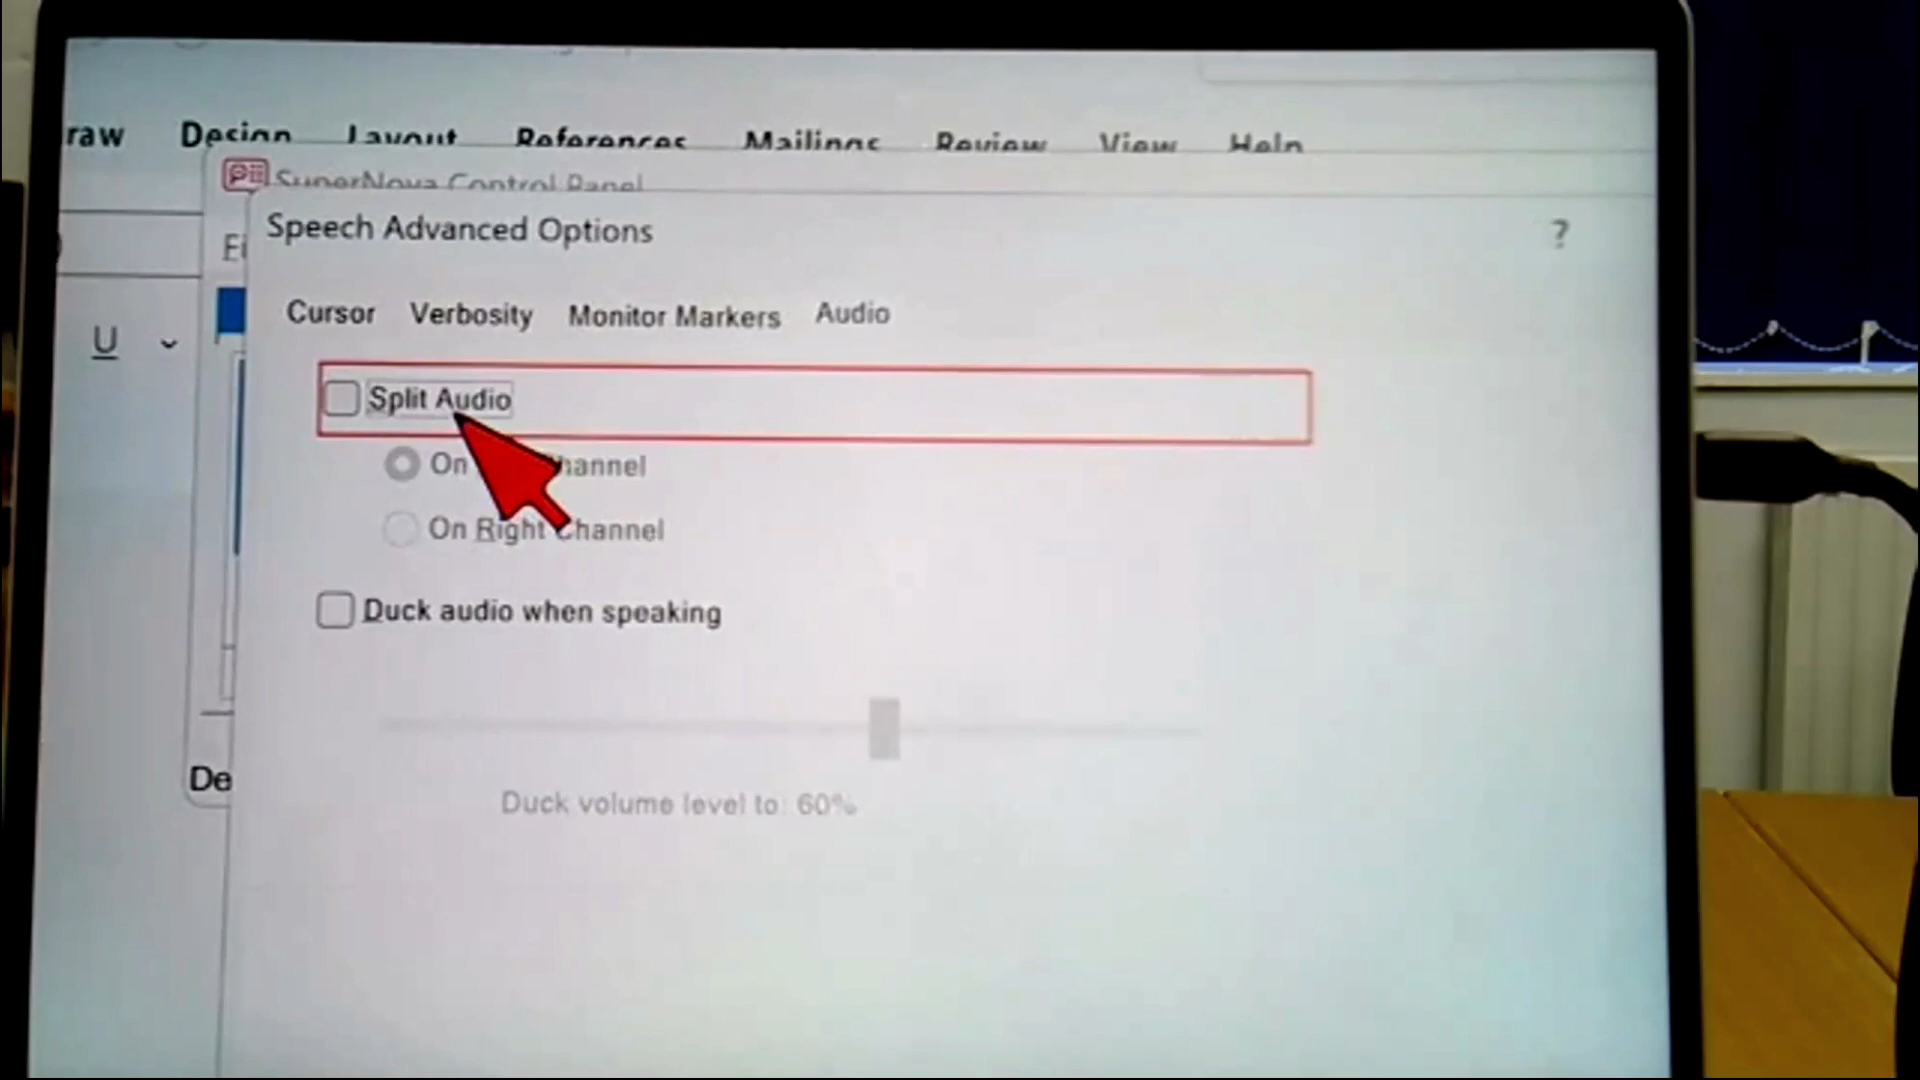 raw Design Layout References Mailings Review View Help
SuperNova Control Panel
Speech Advanced Options ?
Cursor Verbosity Monitor Markers Audio
U
Split Audio
On hannel
On Right Channel
Duck audio when speaking
De
Duck volume level to: 60%